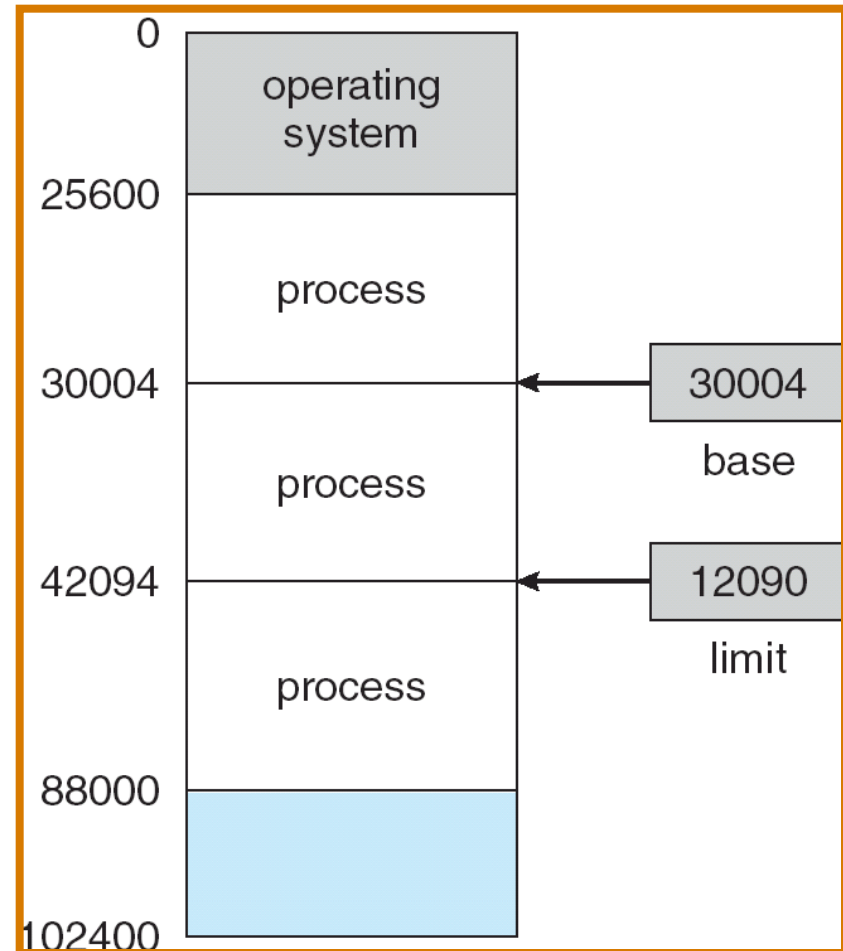 0
operating
system
25600
process
30004
30004
base
process
42094
12090
limit
process
88000
102400